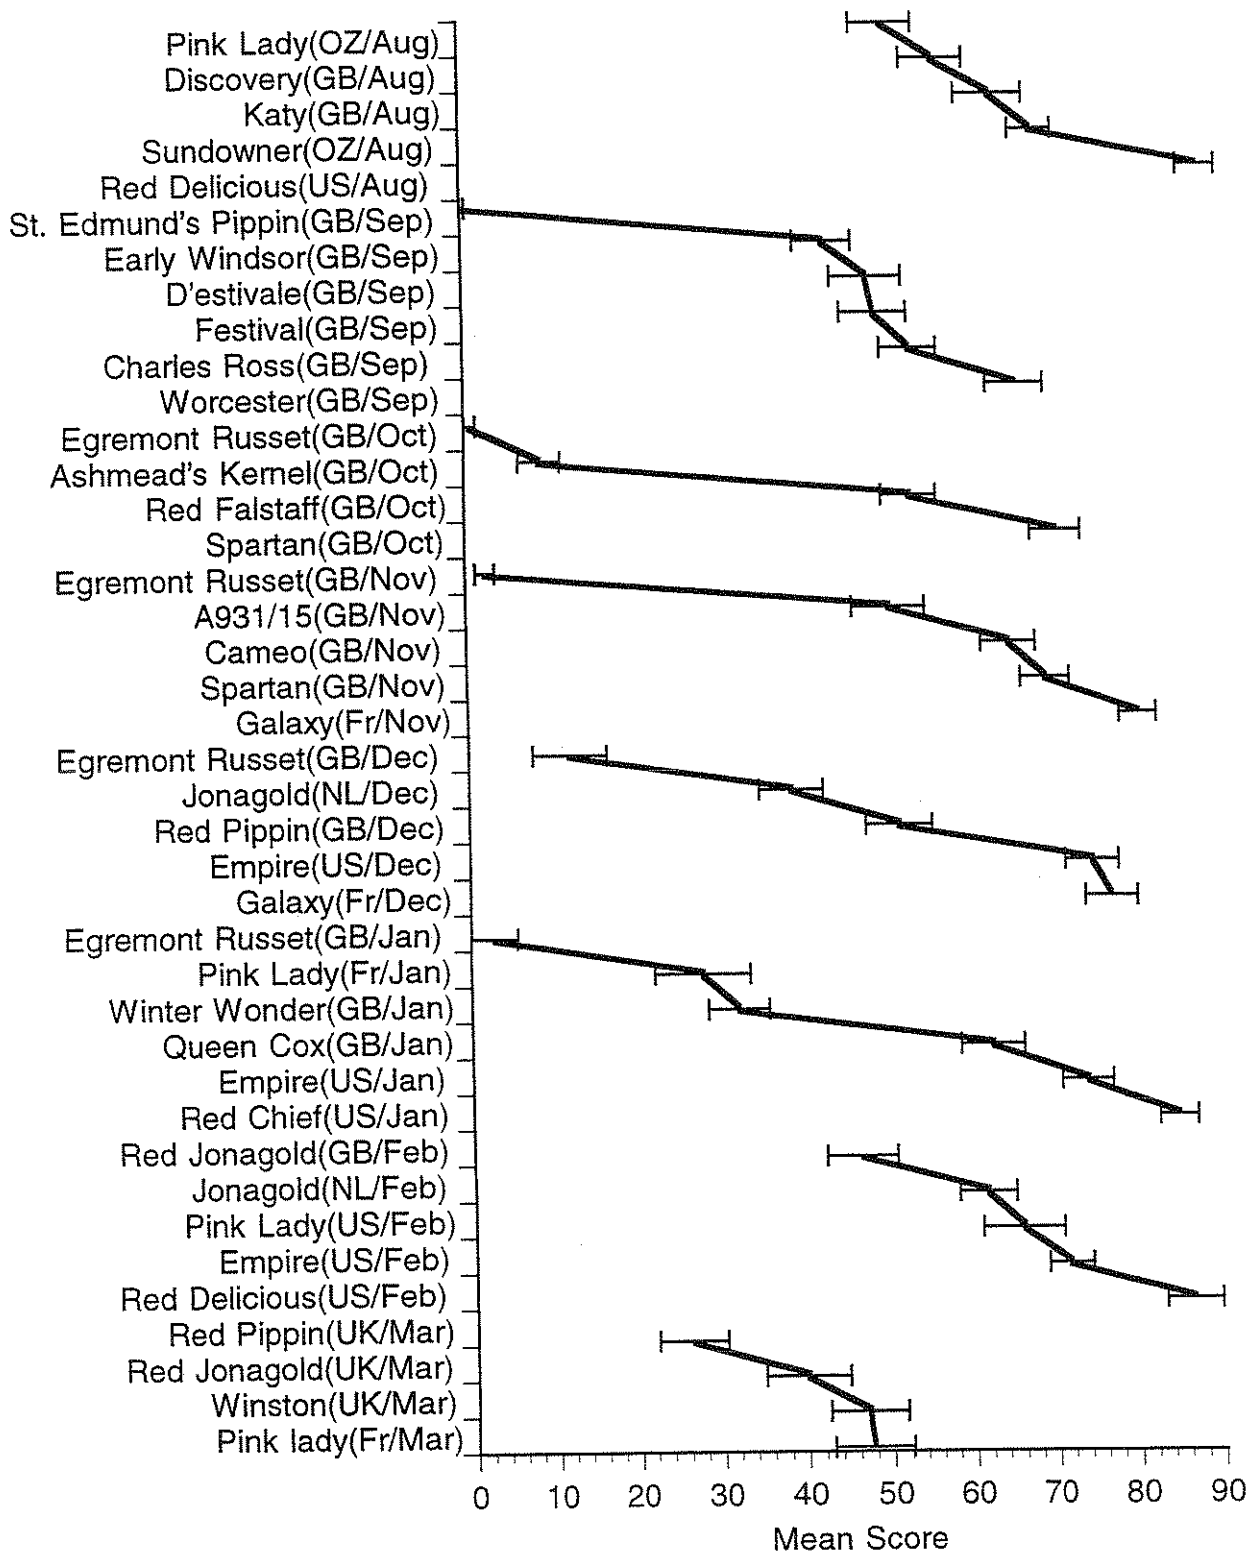 Pink Lady(OZ/Aug)
Discovery(GB/Aug)
Katy(GB/Aug)
Sundowner(OZ/Aug)
Red Delicious(US/Aug)
St. Edmund's Pippin(GB/Sep)
Early Windsor(GB/Sep)
D'estivale(GB/Sep)
Festival(GB/Sep)
Charles Ross(GB/Sep)
Worcester(GB/Sep)
Egremont Russet(GB/Oct)
Ashmead's Kernel(GB/Oct)
Red Falstaff(GB/Oct)
Spartan(GB/Oct)
Egremont Russet(GB/Nov)
A931/15(GB/Nov)
Cameo(GB/Nov)
Spartan(GB/Nov)
Galaxy(Fr/Nov)
Egremont Russet(GB/Dec)
Jonagold(NL/Dec)
Red Pippin(GB/Dec)
Empire(US/Dec)
Galaxy(Fr/Dec)
Egremont Russet(GB/Jan)
Pink Lady(Fr/Jan)
Winter Wonder(GB/Jan)
Queen Cox(GB/Jan)
Empire(US/Jan)
Red Chief(US/Jan)
Red Jonagold(GB/Feb)
Jonagold(NL/Feb)
Pink Lady(US/Feb)
Empire(US/Feb)
Red Delicious(US/Feb)
Red Pippin(UK/Mar)
Red Jonagold(UK/Mar)
Winston(UK/Mar)
Pink lady(Fr/Mar)
0 10 20 30 40 50 60 70 80 90
Mean Score